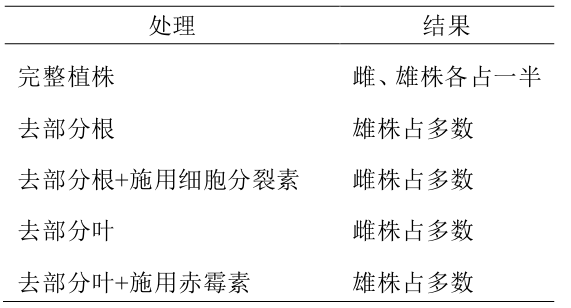 处理 结果
完整植株 雌、雄株各占一半
去部分根 雄株占多数
去部分根+施用细胞分裂素 雌株占多数
去部分叶 雌株占多数
去部分叶+施用赤霉素 雄株占多数